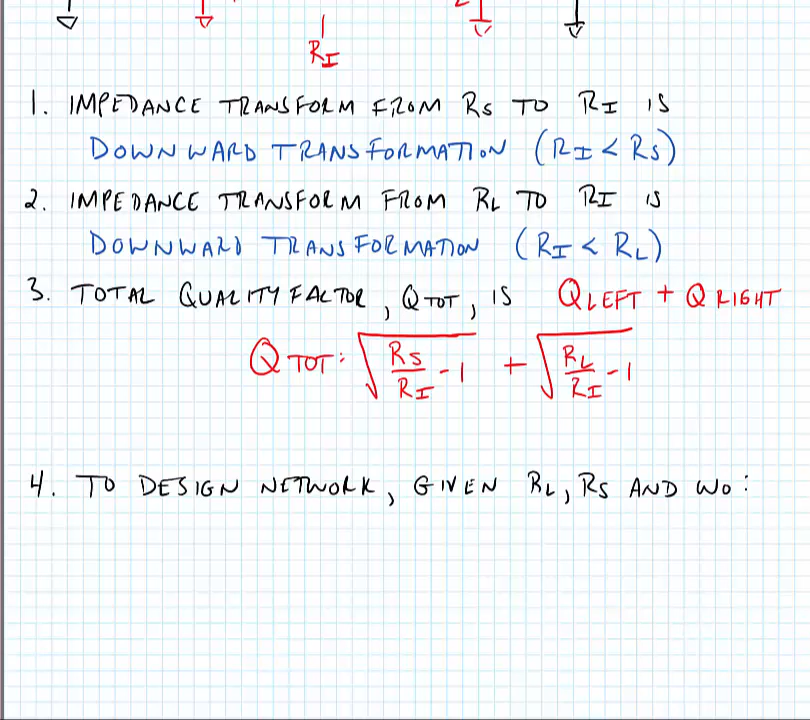 RI
1. IMPEDANCE TRANSFORM FROM RS TO RI IS
DOWNWARD TRANSFORMATION (RI < RS)
2. IMPEDANCE TRANSFORM FROM RL TO RI IS
DOWNWARD TRANSFORMATION (RI < RL)
3. TOTAL QUALITY FACTOR, QTOT, IS QLEFT + QRIGHT
QTOT: √(RS/RI - 1) + √(RL/RI - 1)
4. TO DESIGN NETWORK, GIVEN RL, RS AND WO: